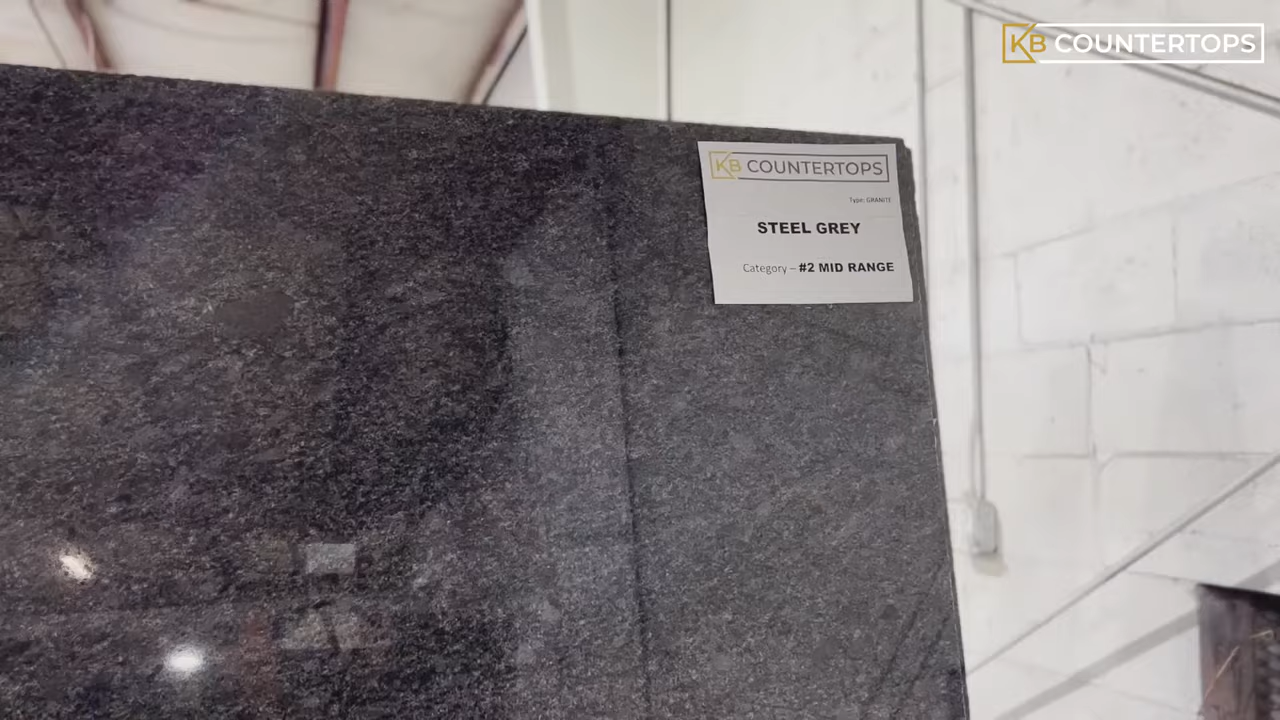 KB COUNTERTOPS
KB COUNTERTOPS
Type: GRANITE
STEEL GREY
Category – #2 MID RANGE